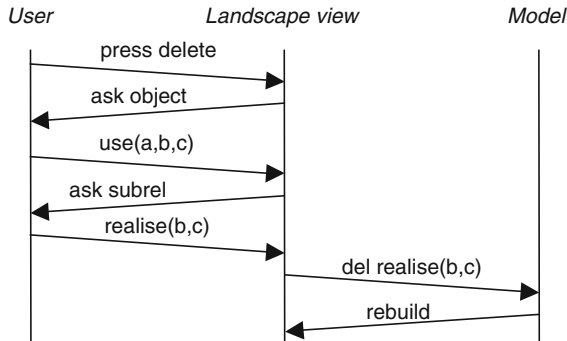 User
Landscape view
Model
press delete
ask object
use(a,b,c)
ask subrel
realise(b,c)
del realise(b,c)
rebuild